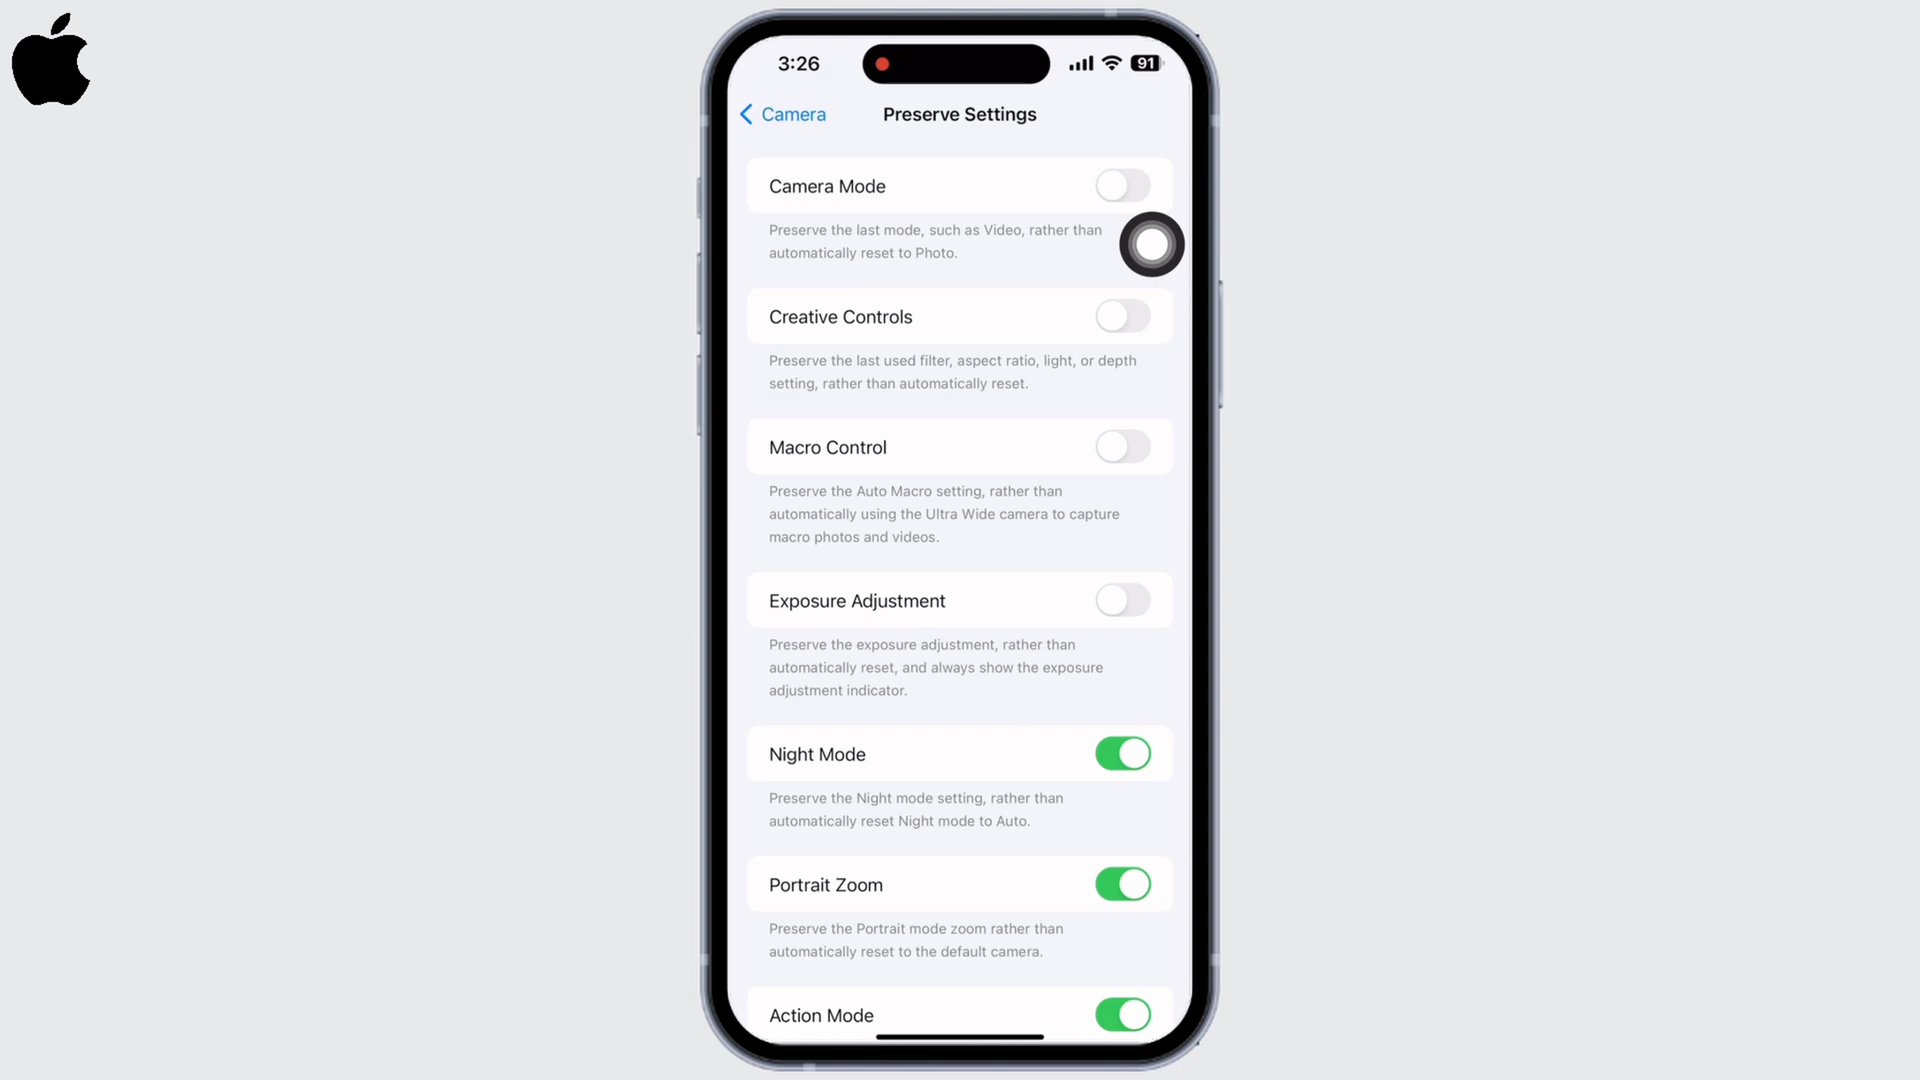 3:26
91
Camera
Preserve Settings
Camera Mode
Preserve the last mode, such as Video, rather than
automatically reset to Photo.
Creative Controls
Preserve the last used filter, aspect ratio, light, or depth
setting, rather than automatically reset.
Macro Control
Preserve the Auto Macro setting, rather than
automatically using the Ultra Wide camera to capture
macro photos and videos.
Exposure Adjustment
Preserve the exposure adjustment, rather than
automatically reset, and always show the exposure
adjustment indicator.
Night Mode
Preserve the Night mode setting, rather than
automatically reset Night mode to Auto.
Portrait Zoom
Preserve the Portrait mode zoom rather than
automatically reset to the default camera.
Action Mode